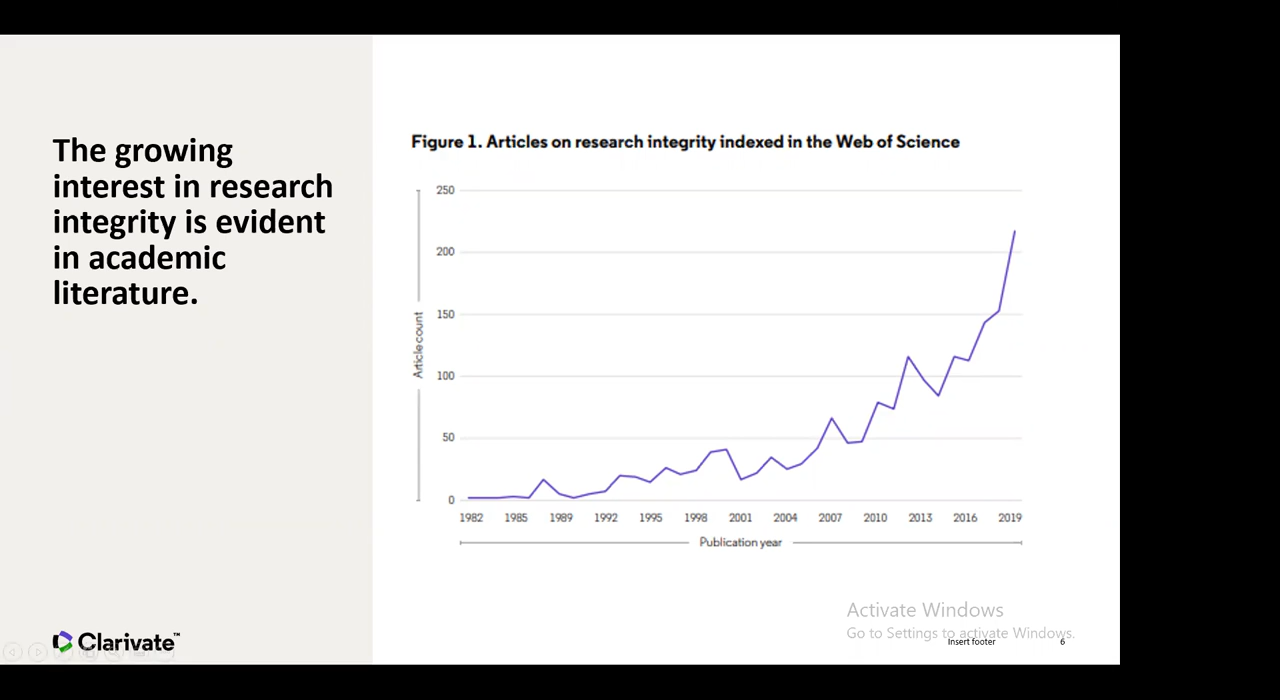 The growing
interest in research
integrity is evident
in academic
literature.
Figure 1. Articles on research integrity indexed in the Web of Science
250
200
150
100
50
0
Article count
1982 1985 1989 1992 1995 1998 2001 2004 2007 2010 2013 2016 2019
Publication year
Activate Windows
Go to Settings to activate Windows.
Clarivate™
Insert footer
6